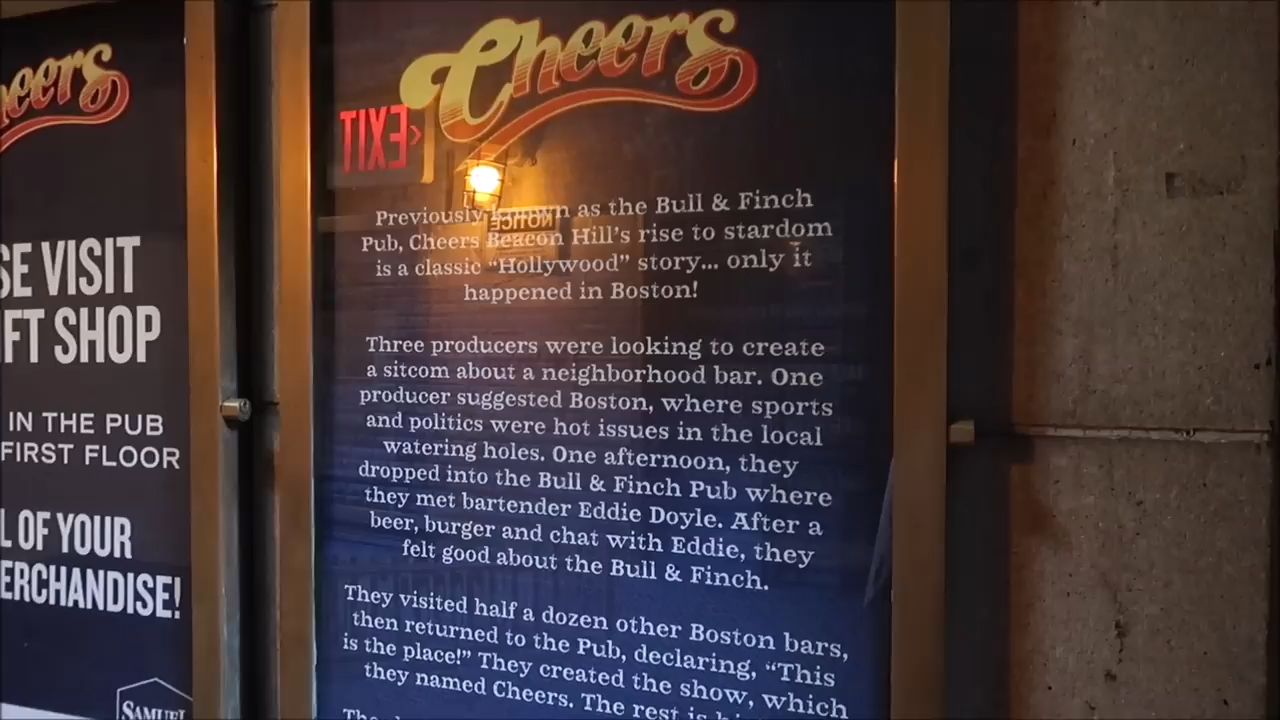 eers
SE VISIT
IFT SHOP
IN THE PUB
FIRST FLOOR
L OF YOUR
ERCHANDISE!
SAMUEL
Cheers
EXIT
NOTICE
Previously known as the Bull & Finch
Pub, Cheers Beacon Hill's rise to stardom
is a classic "Hollywood" story... only it
happened in Boston!
Three producers were looking to create
a sitcom about a neighborhood bar. One
producer suggested Boston, where sports
and politics were hot issues in the local
watering holes. One afternoon, they
dropped into the Bull & Finch Pub where
they met bartender Eddie Doyle. After a
beer, burger and chat with Eddie, they
felt good about the Bull & Finch.
They visited half a dozen other Boston bars,
then returned to the Pub, declaring, "This
is the place!" They created the show, which
they named Cheers. The rest is